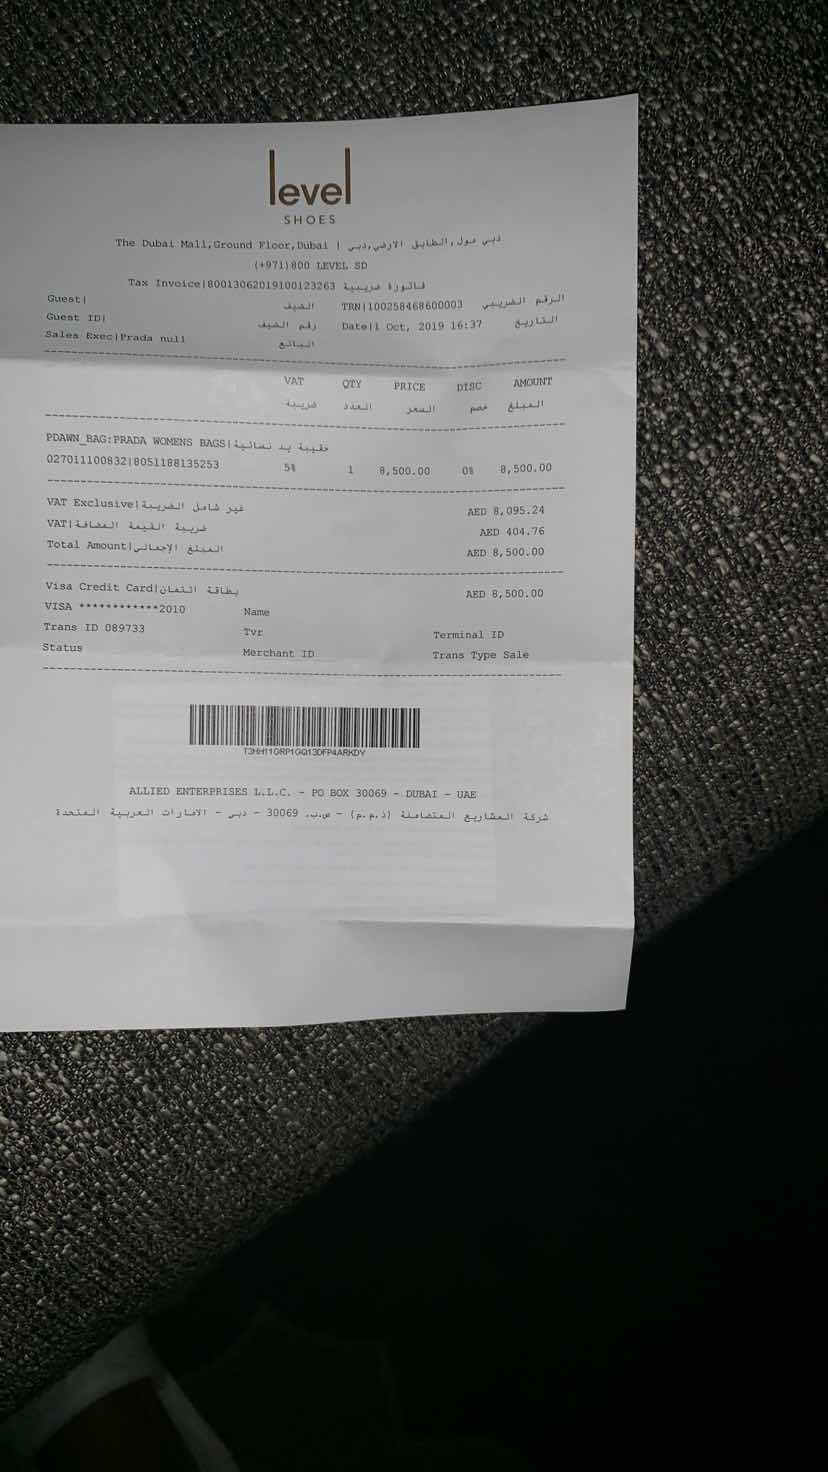 level
SHOES
The Dubai Mall,Ground Floor,Dubai | دبي مول,الطابق الارضي,دبي
(+971)800 LEVEL SD
Tax Invoice|80013062019100123263 فاتورة ضريبية
Guest| الضيف TRN|100258468600003 الرقم الضريبي
Guest ID| رقم الضيف Date|1 Oct, 2019 16:37 التاريخ
Sales Exec|Prada null البائع
VAT QTY PRICE DISC AMOUNT
ضريبة العدد السعر خصم المبلغ
PDAWN_BAG:PRADA WOMENS BAGS|حقيبة يد نسائية
027011100832|8051188135253 5% 1 8,500.00 0% 8,500.00
VAT Exclusive|غير شامل الضريبة AED 8,095.24
VAT|ضريبة القيمة المضافة AED 404.76
Total Amount|المبلغ الإجمالي AED 8,500.00
Visa Credit Card|بطاقة ائتمان AED 8,500.00
VISA ************2010 Name
Trans ID 089733 Tvr Terminal ID
Status Merchant ID Trans Type Sale
T3HH11GRP1GQ13DFP4ARKDY
ALLIED ENTERPRISES L.L.C. - PO BOX 30069 - DUBAI - UAE
شركة المشاريع المتضامنة (ذ.م.م) - ص.ب. 30069 - دبي - الامارات العربية المتحدة